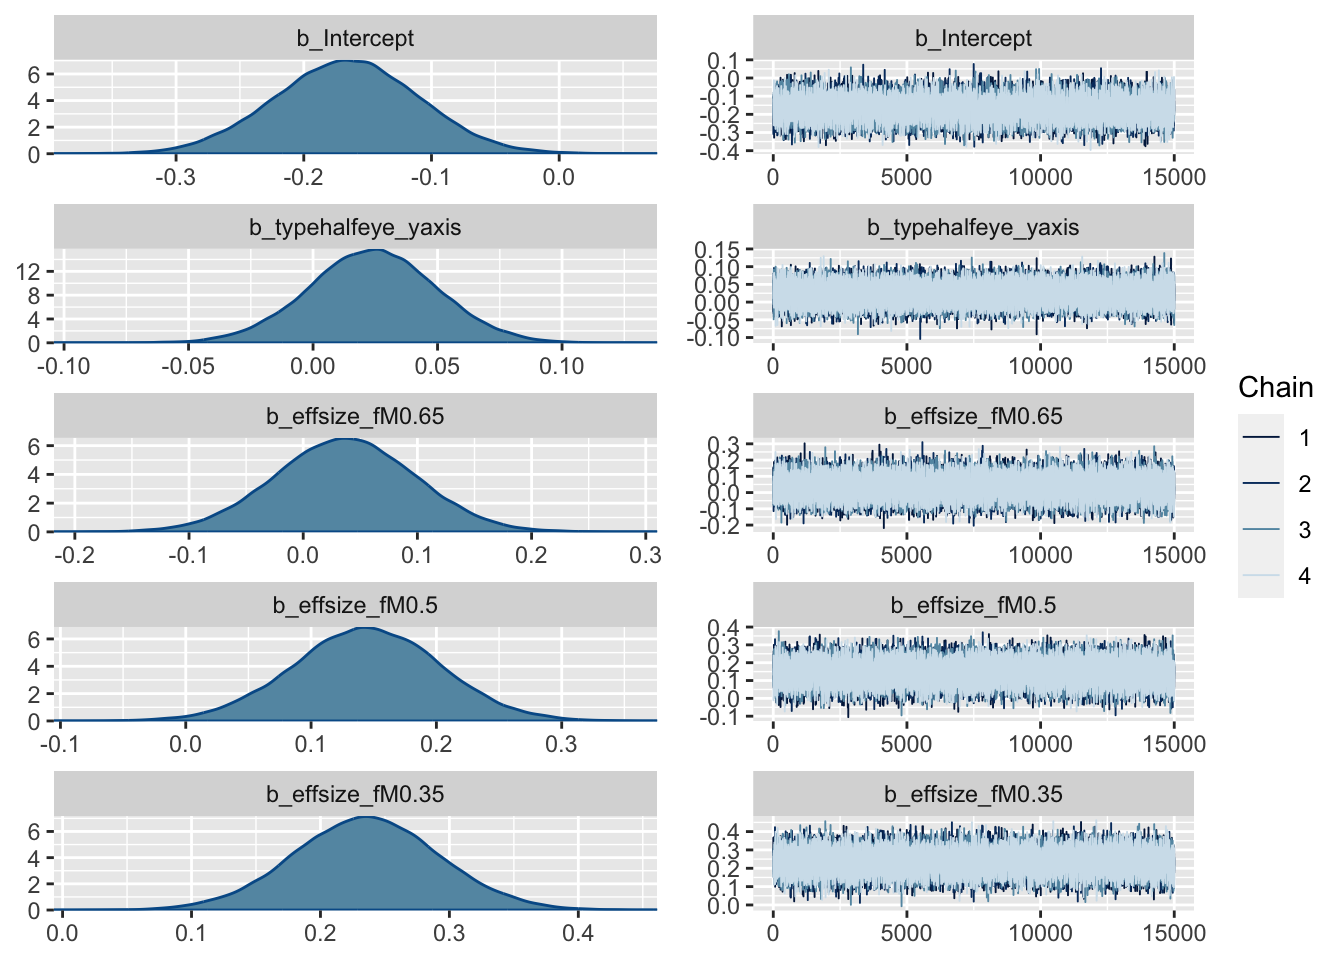 b_Intercept
6
4
2
0
-0.3 -0.2 -0.1 0.0
b_Intercept
0.1
0.0
-0.1
-0.2
-0.3
-0.4
0 5000 10000 15000
b_typehalfeye_yaxis
12
8
4
0
-0.10 -0.05 0.00 0.05 0.10
b_typehalfeye_yaxis
0.15
0.10
0.05
0.00
-0.05
-0.10
0 5000 10000 15000
b_effsize_fM0.65
6
4
2
0
-0.2 -0.1 0.0 0.1 0.2 0.3
b_effsize_fM0.65
0.3
0.2
0.1
0.0
-0.1
-0.2
0 5000 10000 15000
b_effsize_fM0.5
6
4
2
0
-0.1 0.0 0.1 0.2 0.3
b_effsize_fM0.5
0.4
0.3
0.2
0.1
0.0
-0.1
0 5000 10000 15000
b_effsize_fM0.35
6
4
2
0
0.0 0.1 0.2 0.3 0.4
b_effsize_fM0.35
0.4
0.3
0.2
0.1
0.0
0 5000 10000 15000
Chain
1
2
3
4